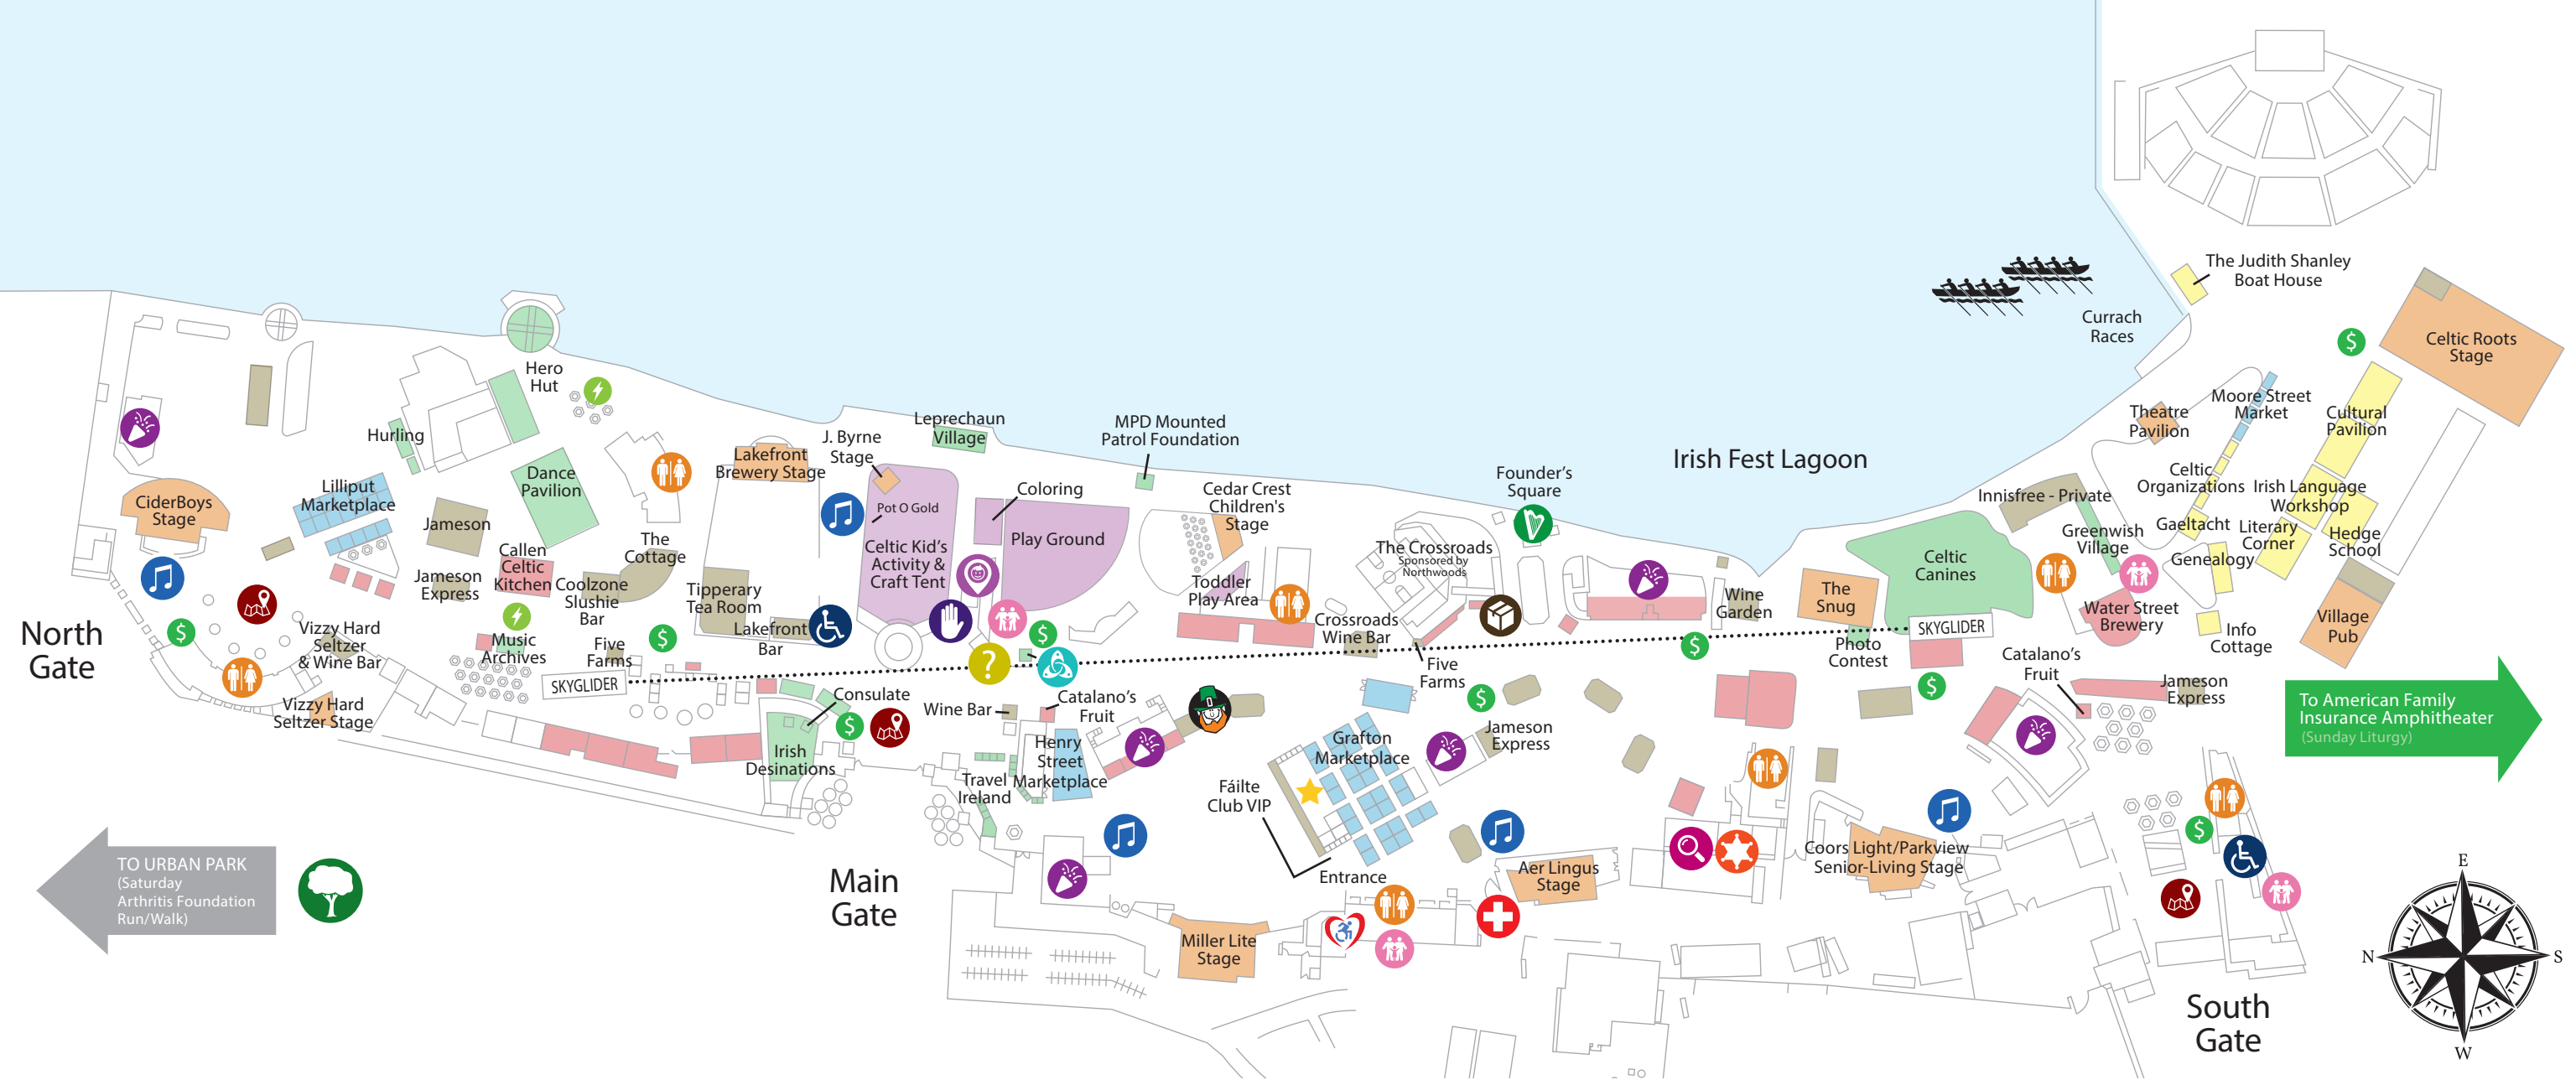 The Judith Shanley
Boat House
Currach
Races
Celtic Roots
Stage
Hero
Hut
Moore Street
Market
Theatre
Pavilion
Cultural
Pavilion
Hurling
Leprechaun
Village
MPD Mounted
Patrol Foundation
J. Byrne
Stage
Lakefront
Brewery Stage
Irish Fest Lagoon
Founder's
Square
Dance
Pavilion
Lilliput
Marketplace
Coloring
Cedar Crest
Children's
Stage
Celtic
Organizations
Irish Language
Workshop
Innisfree - Private
CiderBoys
Stage
Pot O Gold
Jameson
Play Ground
Gaeltacht
Literary
Corner
Hedge
School
Greenwish
Village
Genealogy
The
Cottage
Celtic Kid's
Activity &
Craft Tent
The Crossroads
Sponsored by
Northwoods
Celtic
Canines
Callen
Celtic
Kitchen
Jameson
Express
Coolzone
Slushie
Bar
Tipperary
Tea Room
Toddler
Play Area
Wine
Garden
The
Snug
Water Street
Brewery
Village
Pub
Lakefront
Bar
Crossroads
Wine Bar
SKYGLIDER
Info
Cottage
North
Gate
Vizzy Hard
Seltzer
& Wine Bar
Music
Archives
Five
Farms
?
Five
Farms
Photo
Contest
Catalano's
Fruit
SKYGLIDER
Jameson
Express
Vizzy Hard
Seltzer Stage
Consulate
Wine Bar
Catalano's
Fruit
To American Family
Insurance Amphitheater
(Sunday Liturgy)
Irish
Desinations
Henry
Street
Marketplace
Travel
Ireland
Grafton
Marketplace
Jameson
Express
Fáilte
Club VIP
Entrance
Aer Lingus
Stage
Coors Light/Parkview
Senior-Living Stage
TO URBAN PARK
(Saturday
Arthritis Foundation
Run/Walk)
Main
Gate
Miller Lite
Stage
South
Gate
E
N
S
W
$
$
$
$
$
$
$
$
$